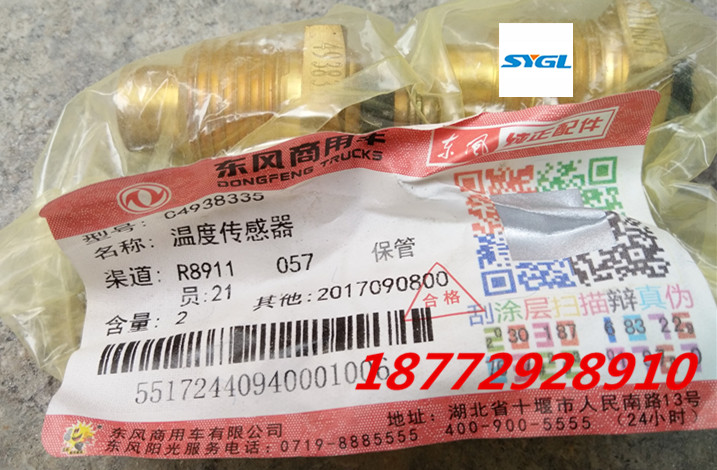 SYGL
东风商用车
DONGFENG TRUCKS
东风 纯正配件
型号: C4938335
名称: 温度传感器
渠道: R8911 057 保管
员:21 其他:2017090800
含量: 2
合格
刮涂层扫描辩真伪
55172440940001006
18772928910
东风商用车有限公司 地址: 湖北省十堰市人民南路13号
东风阳光服务电话: 0719-8885555 400-900-5555 (24小时)